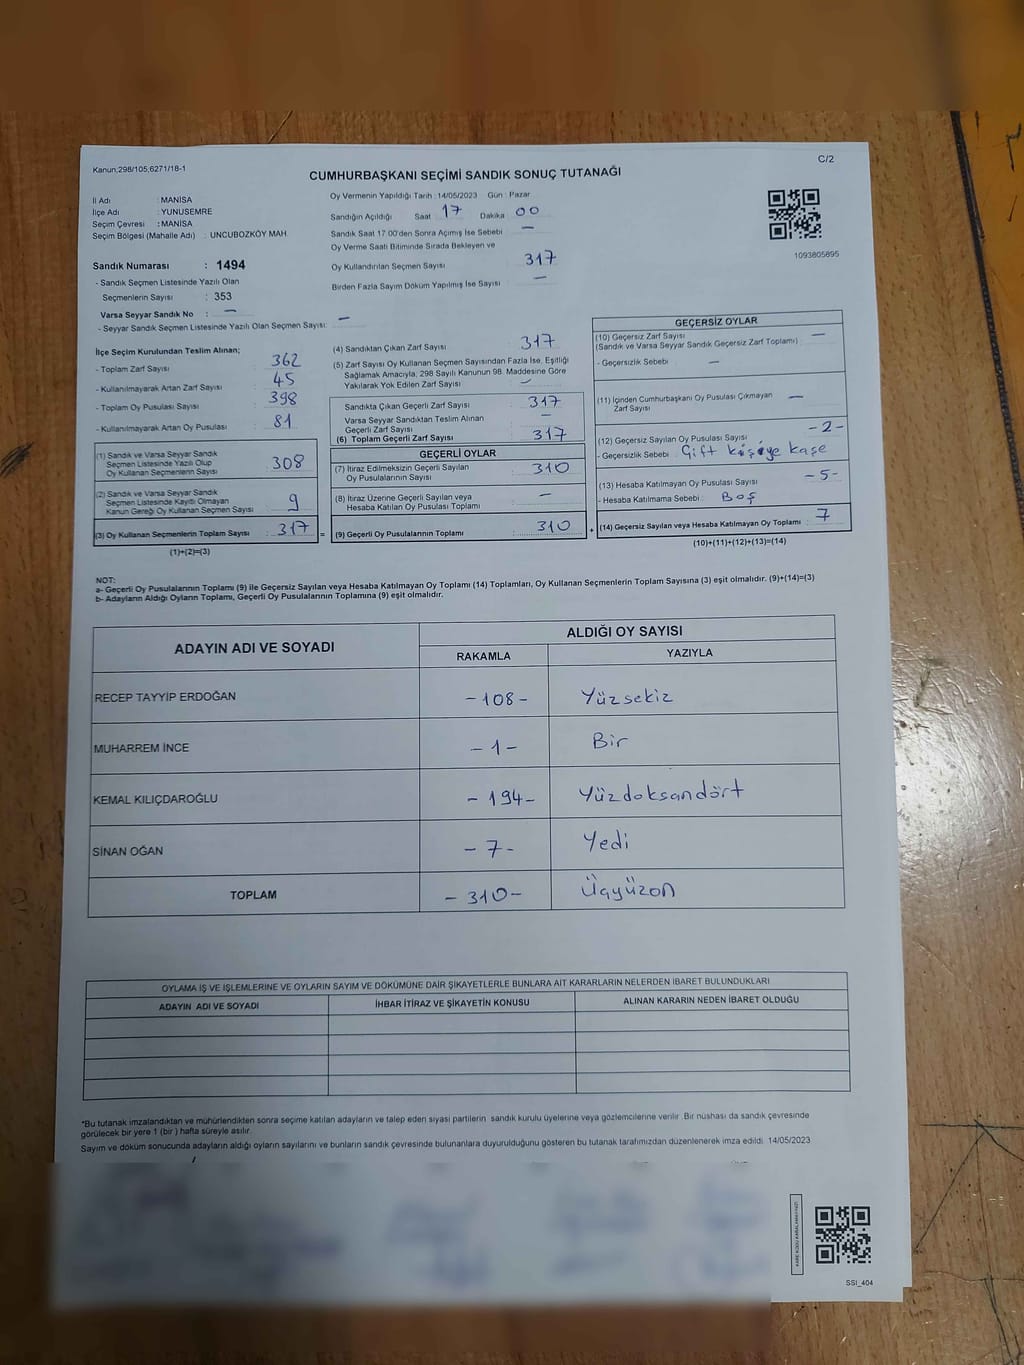 Kanun;298/105,6271/18-1
C/2
CUMHURBAŞKANI SEÇİMİ SANDIK SONUÇ TUTANAĞI
İl Adı : MANİSA
İlçe Adı : YUNUSEMRE
Seçim Çevresi : MANİSA
Seçim Bölgesi (Mahalle Adı) : UNCUBOZKÖY MAH.
Sandık Numarası : 1494
- Sandık Seçmen Listesinde Yazılı Olan
Seçmenlerin Sayısı : 353
Varsa Seyyar Sandık No : —
- Seyyar Sandık Seçmen Listesinde Yazılı Olan Seçmen Sayısı: —
Oy Vermenin Yapıldığı Tarih : 14/05/2023 Gün : Pazar
Sandığın Açıldığı Saat 17 Dakika 00
Sandık Saat 17:00'den Sonra Açılmış İse Sebebi —
Oy Verme Saati Bitiminde Sırada Bekleyen ve
Oy Kullandırılan Seçmen Sayısı 317
Birden Fazla Sayım Döküm Yapılmış İse Sayısı —
1093805895
İlçe Seçim Kurulundan Teslim Alınan;
- Toplam Zarf Sayısı 362
- Kullanılmayarak Artan Zarf Sayısı 45
- Toplam Oy Pusulası Sayısı 398
- Kullanılmayarak Artan Oy Pusulası 81
(1) Sandık ve Varsa Seyyar Sandık
Seçmen Listesinde Yazılı Olup
Oy Kullanan Seçmenlerin Sayısı 308
(2) Sandık ve Varsa Seyyar Sandık
Seçmen Listesinde Kayıtlı Olmayan
Kanun Gereği Oy Kullanan Seçmen Sayısı 9
(3) Oy Kullanan Seçmenlerin Toplam Sayısı 317 =
(1)+(2)=(3)
(4) Sandıktan Çıkan Zarf Sayısı 317
(5) Zarf Sayısı Oy Kullanan Seçmen Sayısından Fazla İse, Eşitliği
Sağlamak Amacıyla, 298 Sayılı Kanunun 98. Maddesine Göre
Yakılarak Yok Edilen Zarf Sayısı —
Sandıkta Çıkan Geçerli Zarf Sayısı 317
Varsa Seyyar Sandıktan Teslim Alınan
Geçerli Zarf Sayısı —
(6) Toplam Geçerli Zarf Sayısı 317
GEÇERLİ OYLAR
(7) İtiraz Edilmeksizin Geçerli Sayılan
Oy Pusulalarının Sayısı 310
(8) İtiraz Üzerine Geçerli Sayılan veya
Hesaba Katılan Oy Pusulası Toplamı —
(9) Geçerli Oy Pusulalarının Toplamı 310 +
GEÇERSİZ OYLAR
(10) Geçersiz Zarf Sayısı —
(Sandık ve Varsa Seyyar Sandık Geçersiz Zarf Toplamı)
- Geçersizlik Sebebi : —
(11) İçinden Cumhurbaşkanı Oy Pusulası Çıkmayan
Zarf Sayısı —
(12) Geçersiz Sayılan Oy Pusulası Sayısı -2-
- Geçersizlik Sebebi : Çift kişiye kaşe
(13) Hesaba Katılmayan Oy Pusulası Sayısı -5-
- Hesaba Katılmama Sebebi : Boş
(14) Geçersiz Sayılan veya Hesaba Katılmayan Oy Toplamı : 7
(10)+(11)+(12)+(13)=(14)
NOT:
a- Geçerli Oy Pusulalarının Toplamı (9) ile Geçersiz Sayılan veya Hesaba Katılmayan Oy Toplamı (14) Toplamları, Oy Kullanan Seçmenlerin Toplam Sayısına (3) eşit olmalıdır. (9)+(14)=(3)
b- Adayların Aldığı Oyların Toplamı, Geçerli Oy Pusulalarının Toplamına (9) eşit olmalıdır.
ADAYIN ADI VE SOYADI
ALDIĞI OY SAYISI
RAKAMLA YAZIYLA
RECEP TAYYİP ERDOĞAN -108- Yüzsekiz
MUHARREM İNCE -1- Bir
KEMAL KILIÇDAROĞLU -194- Yüzdoksandört
SİNAN OĞAN -7- Yedi
TOPLAM -310- Üçyüzon
OYLAMA İŞ VE İŞLEMLERİNE VE OYLARIN SAYIM VE DÖKÜMÜNE DAİR ŞİKAYETLERLE BUNLARA AİT KARARLARIN NELERDEN İBARET BULUNDUKLARI
ADAYIN ADI VE SOYADI İHBAR İTİRAZ VE ŞİKAYETİN KONUSU ALINAN KARARIN NEDEN İBARET OLDUĞU
*Bu tutanak imzalandıktan ve mühürlendikten sonra seçime katılan adayların ve talep eden siyasi partilerin sandık kurulu üyelerine veya gözlemcilerine verilir. Bir nüshası da sandık çevresinde
görülecek bir yere 1 (bir) hafta süreyle asılır.
Sayım ve döküm sonucunda adayların aldığı oyların sayılarını ve bunların sandık çevresinde bulunanlara duyurulduğunu gösteren bu tutanak tarafımızdan düzenlenerek imza edildi. 14/05/2023
SSI_404